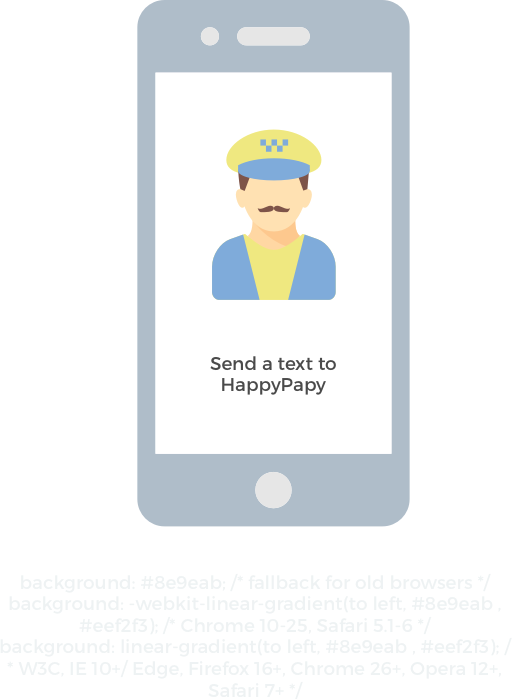 Send a text to
HappyPapy
background: #8e9eab; /* fallback for old browsers */
background: -webkit-linear-gradient(to left, #8e9eab ,
#eef2f3); /* Chrome 10-25, Safari 5.1-6 */
background: linear-gradient(to left, #8e9eab , #eef2f3); /
* W3C, IE 10+/ Edge, Firefox 16+, Chrome 26+, Opera 12+,
Safari 7+ */